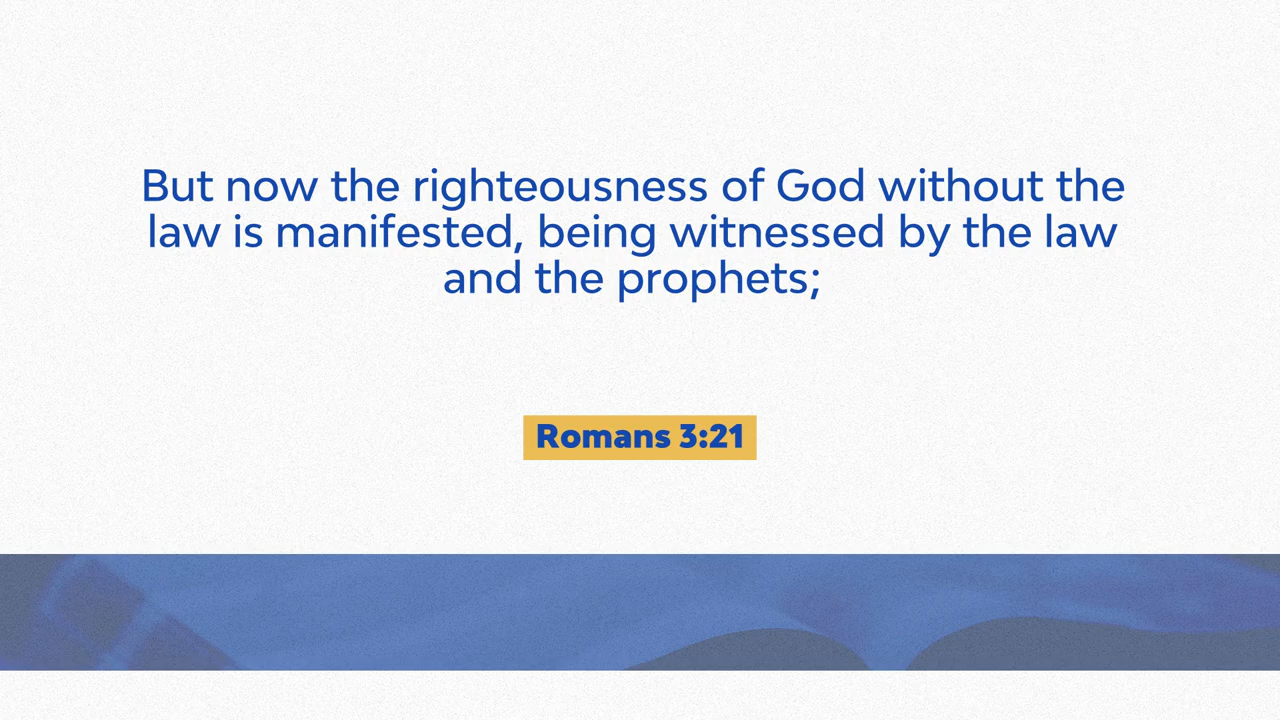 But now the righteousness of God without the
law is manifested, being witnessed by the law
and the prophets;
Romans 3:21